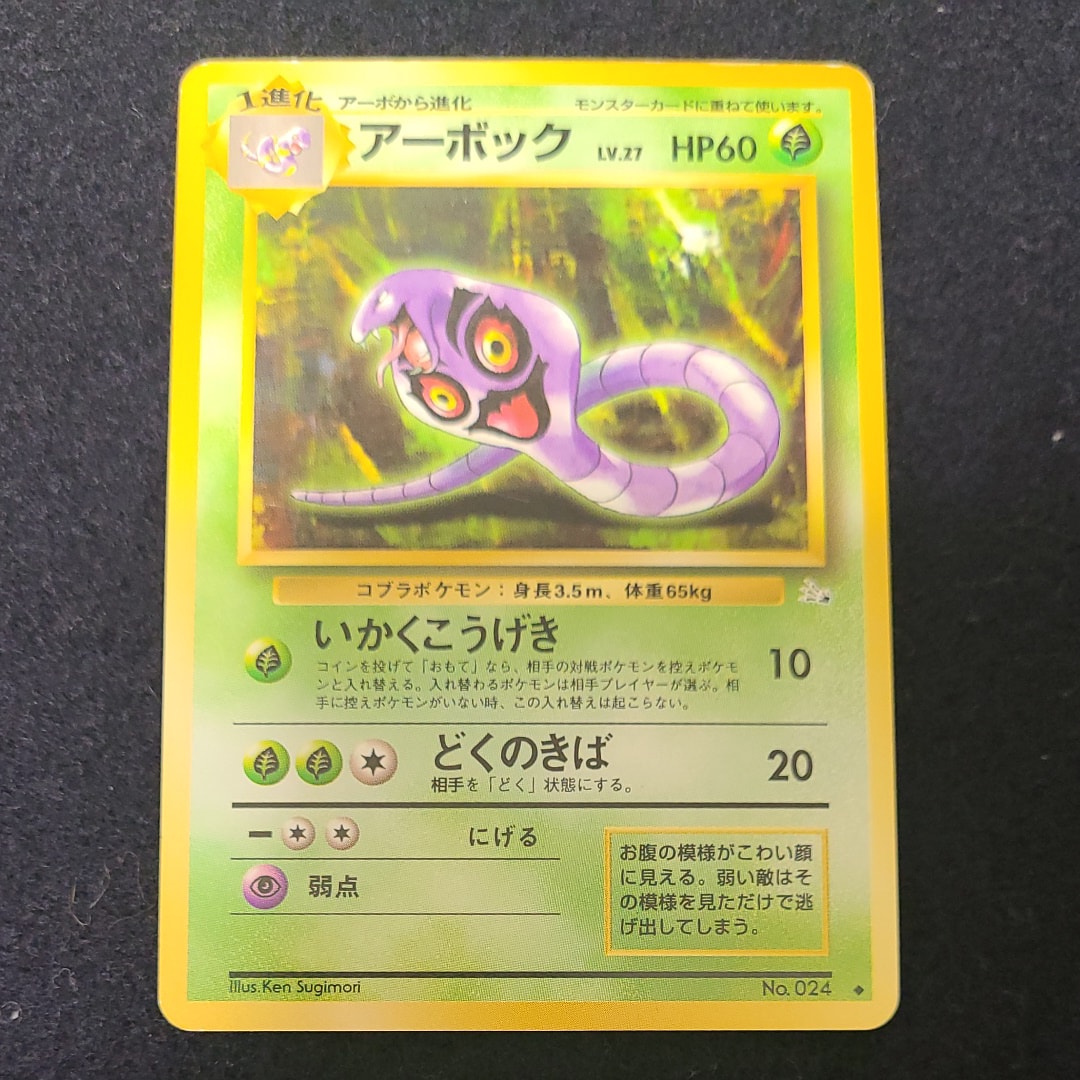 1進化 アーボから進化 モンスターカードに重ねて使います。
アーボック LV.27 HP60
コブラポケモン：身長3.5m、体重65kg
いかくこうげき
コインを投げて「おもて」なら、相手の対戦ポケモンを控えポケモ
ンと入れ替える。入れ替わるポケモンは相手プレイヤーが選ぶ。相
手に控えポケモンがいない時、この入れ替えは起こらない。
10
どくのきば
相手を「どく」状態にする。
20
にげる
弱点
お腹の模様がこわい顔
に見える。弱い敵はそ
の模様を見ただけで逃
げ出してしまう。
Illus.Ken Sugimori No. 024